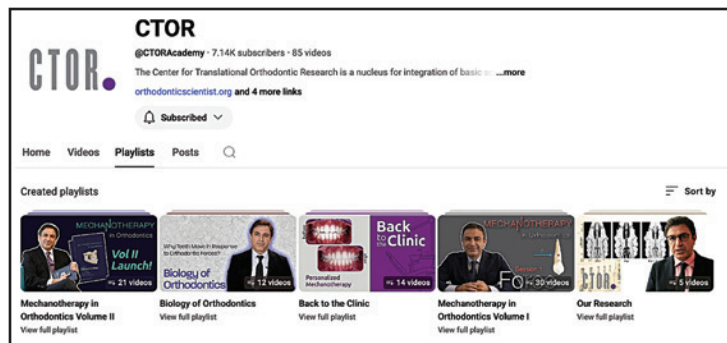 CTOR
@CTORAcademy · 7.14K subscribers · 85 videos
CTOR.
The Center for Translational Orthodontic Research is a nucleus for integration of basic ...more
orthodonticscientist.org and 4 more links
Subscribed
Home Videos Playlists Posts
Created playlists
Sort by
MECHANOTHERAPY
in Orthodontics
Vol II
Launch!
21 videos
Why Teeth Move in Response
to Orthodontic Forces?
Biology of
Orthodontics
12 videos
Back
to the
Clinic
Personalized
Mechanotherapy
14 videos
MECHANOTHERAPY
in Orthodontics
Session 1
30 videos
CTOR.
5 videos
Mechanotherapy in
Orthodontics Volume II
View full playlist
Biology of Orthodontics
View full playlist
Back to the Clinic
View full playlist
Mechanotherapy in
Orthodontics Volume I
View full playlist
Our Research
View full playlist